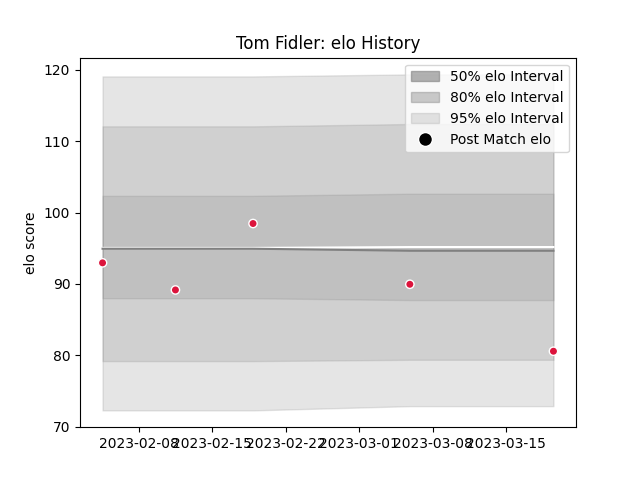 Tom Fidler: elo History
120
110
100
90
80
70
elo score
50% elo Interval
80% elo Interval
95% elo Interval
Post Match elo
2023-02-08
2023-02-15
2023-02-22
2023-03-01
2023-03-08
2023-03-15